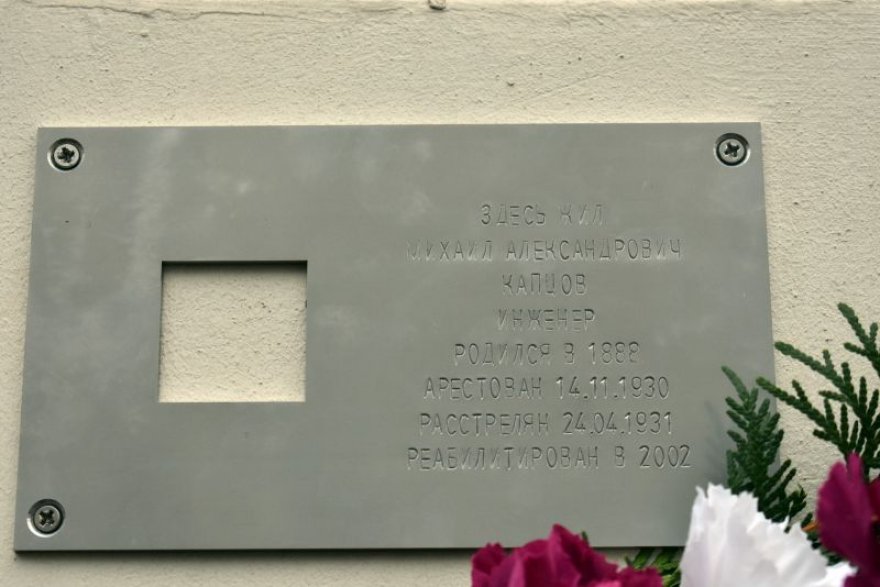 ЗДЕСЬ ЖИЛ
МИХАИЛ АЛЕКСАНДРОВИЧ
КАПЦОВ
ИНЖЕНЕР
РОДИЛСЯ В 1888
АРЕСТОВАН 14.11.1930
РАССТРЕЛЯН 24.04.1931
РЕАБИЛИТИРОВАН В 2002